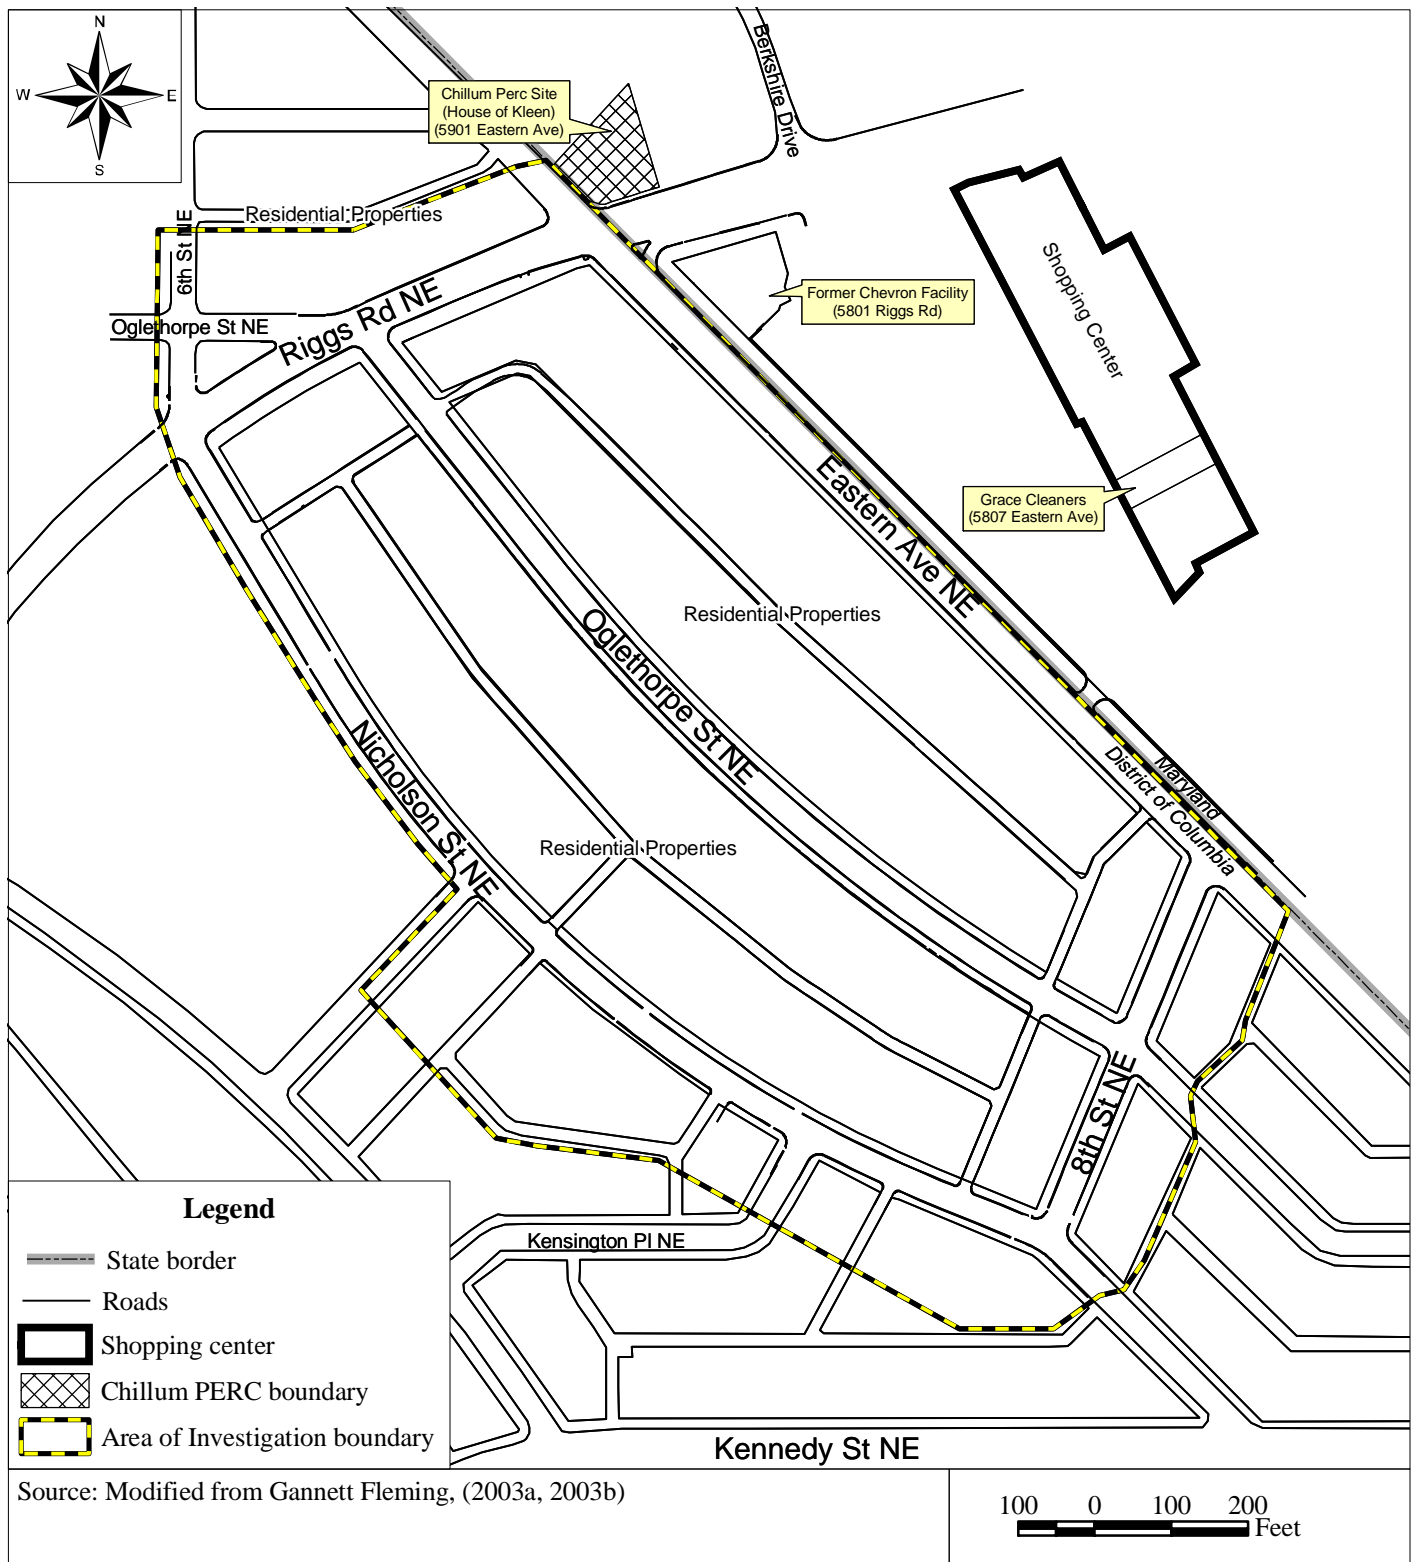 N
W
E
S
Berkshire Drive
Chillum Perc Site
(House of Kleen)
(5901 Eastern Ave)
Residential Properties
6th St NE
Oglethorpe St NE
Riggs Rd NE
Former Chevron Facility
(5801 Riggs Rd)
Shopping Center
Grace Cleaners
(5807 Eastern Ave)
Eastern Ave NE
Residential Properties
Oglethorpe St NE
Nicholson St NE
Maryland
District of Columbia
Residential Properties
8th St NE
Kensington Pl NE
Kennedy St NE
Legend
State border
Roads
Shopping center
Chillum PERC boundary
Area of Investigation boundary
Source: Modified from Gannett Fleming, (2003a, 2003b)
100 0 100 200
Feet